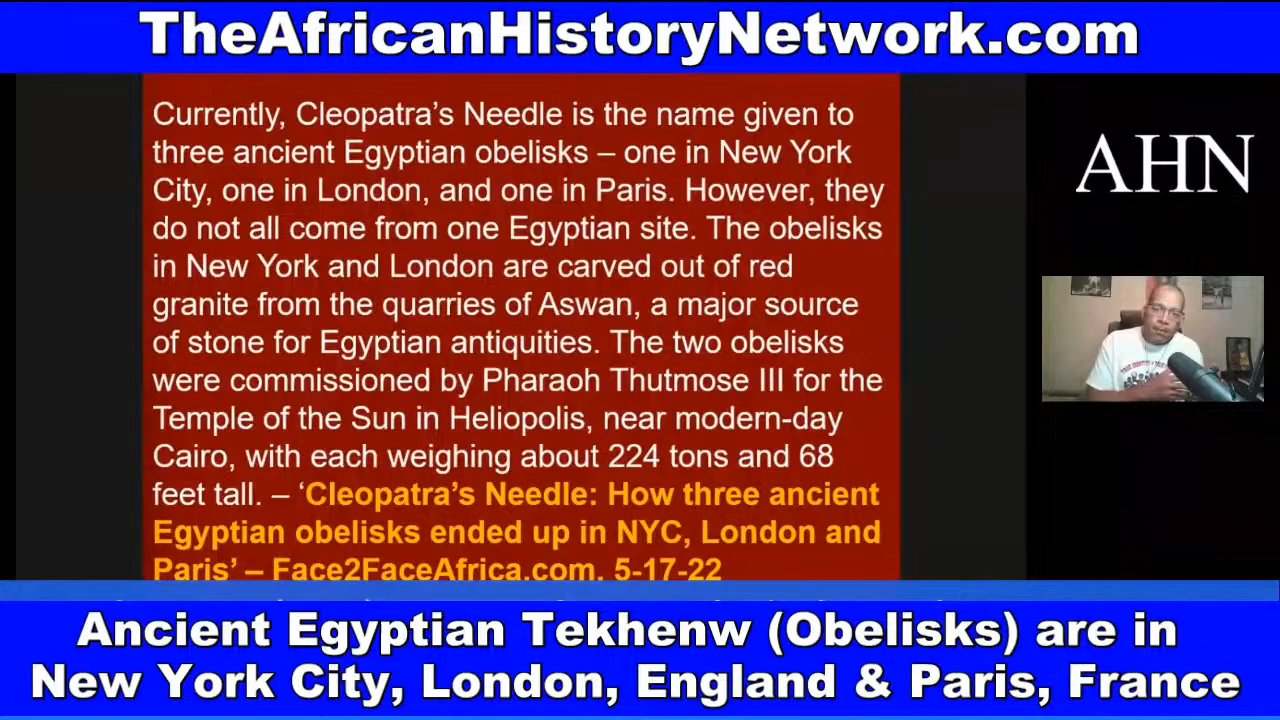 TheAfricanHistoryNetwork.com
Currently, Cleopatra's Needle is the name given to
three ancient Egyptian obelisks – one in New York
City, one in London, and one in Paris. However, they
do not all come from one Egyptian site. The obelisks
in New York and London are carved out of red
granite from the quarries of Aswan, a major source
of stone for Egyptian antiquities. The two obelisks
were commissioned by Pharaoh Thutmose III for the
Temple of the Sun in Heliopolis, near modern-day
Cairo, with each weighing about 224 tons and 68
feet tall. – ‘Cleopatra's Needle: How three ancient
Egyptian obelisks ended up in NYC, London and
Paris’ – Face2FaceAfrica.com, 5-17-22
AHN
Ancient Egyptian Tekhenw (Obelisks) are in
New York City, London, England & Paris, France